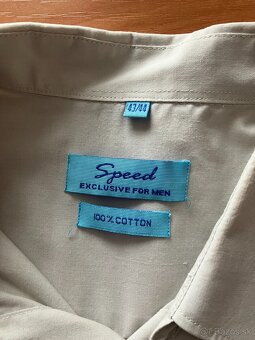 43/44
Speed
EXCLUSIVE FOR MEN
100% COTTON